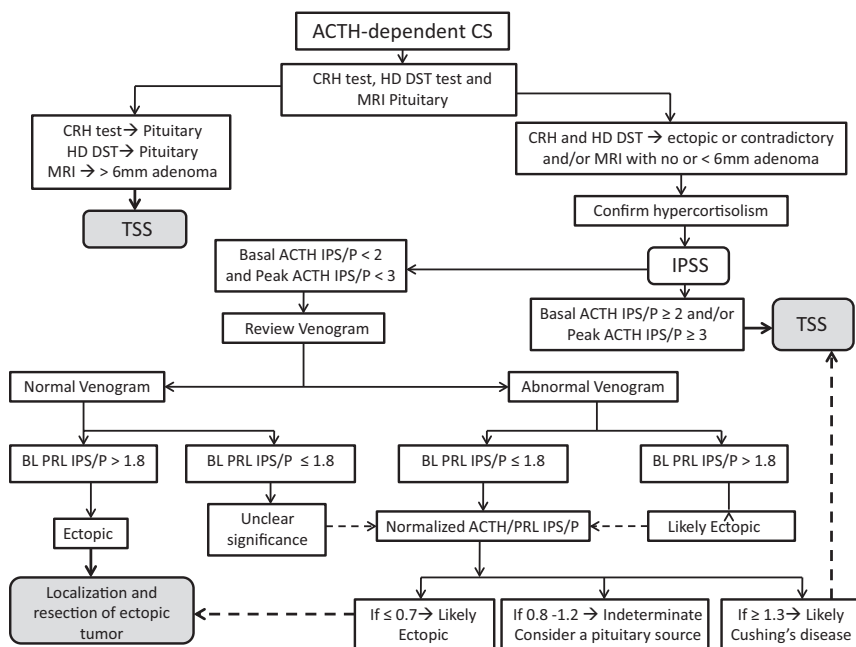 ACTH-dependent CS
CRH test, HD DST test and
MRI Pituitary
CRH test→ Pituitary
HD DST→ Pituitary
MRI → > 6mm adenoma
CRH and HD DST → ectopic or contradictory
and/or MRI with no or < 6mm adenoma
TSS
Confirm hypercortisolism
Basal ACTH IPS/P < 2
and Peak ACTH IPS/P < 3
IPSS
Basal ACTH IPS/P ≥ 2 and/or
Peak ACTH IPS/P ≥ 3
TSS
Review Venogram
Normal Venogram
Abnormal Venogram
BL PRL IPS/P > 1.8
BL PRL IPS/P ≤ 1.8
BL PRL IPS/P ≤ 1.8
BL PRL IPS/P > 1.8
Ectopic
Unclear
significance
Normalized ACTH/PRL IPS/P
Likely Ectopic
Localization and
resection of ectopic
tumor
If ≤ 0.7→ Likely
Ectopic
If 0.8 -1.2 → Indeterminate
Consider a pituitary source
If ≥ 1.3→ Likely
Cushing's disease